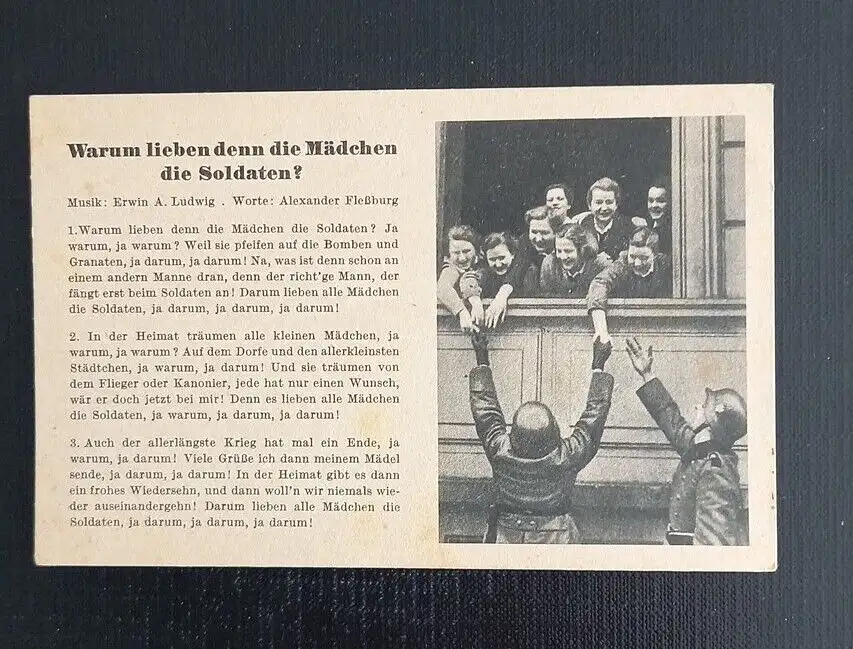 Warum lieben denn die Mädchen
die Soldaten?
Musik: Erwin A. Ludwig . Worte: Alexander Fleßburg
1.Warum lieben denn die Mädchen die Soldaten? Ja
warum, ja warum? Weil sie pfeifen auf die Bomben und
Granaten, ja darum, ja darum! Na, was ist denn schon an
einem andern Manne dran, denn der richt'ge Mann, der
fängt erst beim Soldaten an! Darum lieben alle Mädchen
die Soldaten, ja darum, ja darum, ja darum!
2. In der Heimat träumen alle kleinen Mädchen, ja
warum, ja warum? Auf dem Dorfe und den allerkleinsten
Städtchen, ja warum, ja darum! Und sie träumen von
dem Flieger oder Kanonier, jede hat nur einen Wunsch,
wär er doch jetzt bei mir! Denn es lieben alle Mädchen
die Soldaten, ja warum, ja darum, ja darum!
3. Auch der allerlängste Krieg hat mal ein Ende, ja
warum, ja darum! Viele Grüße ich dann meinem Mädel
sende, ja darum, ja darum! In der Heimat gibt es dann
ein frohes Wiedersehn, und dann woll'n wir niemals wie-
der auseinandergehn! Darum lieben alle Mädchen die
Soldaten, ja darum, ja darum, ja darum!